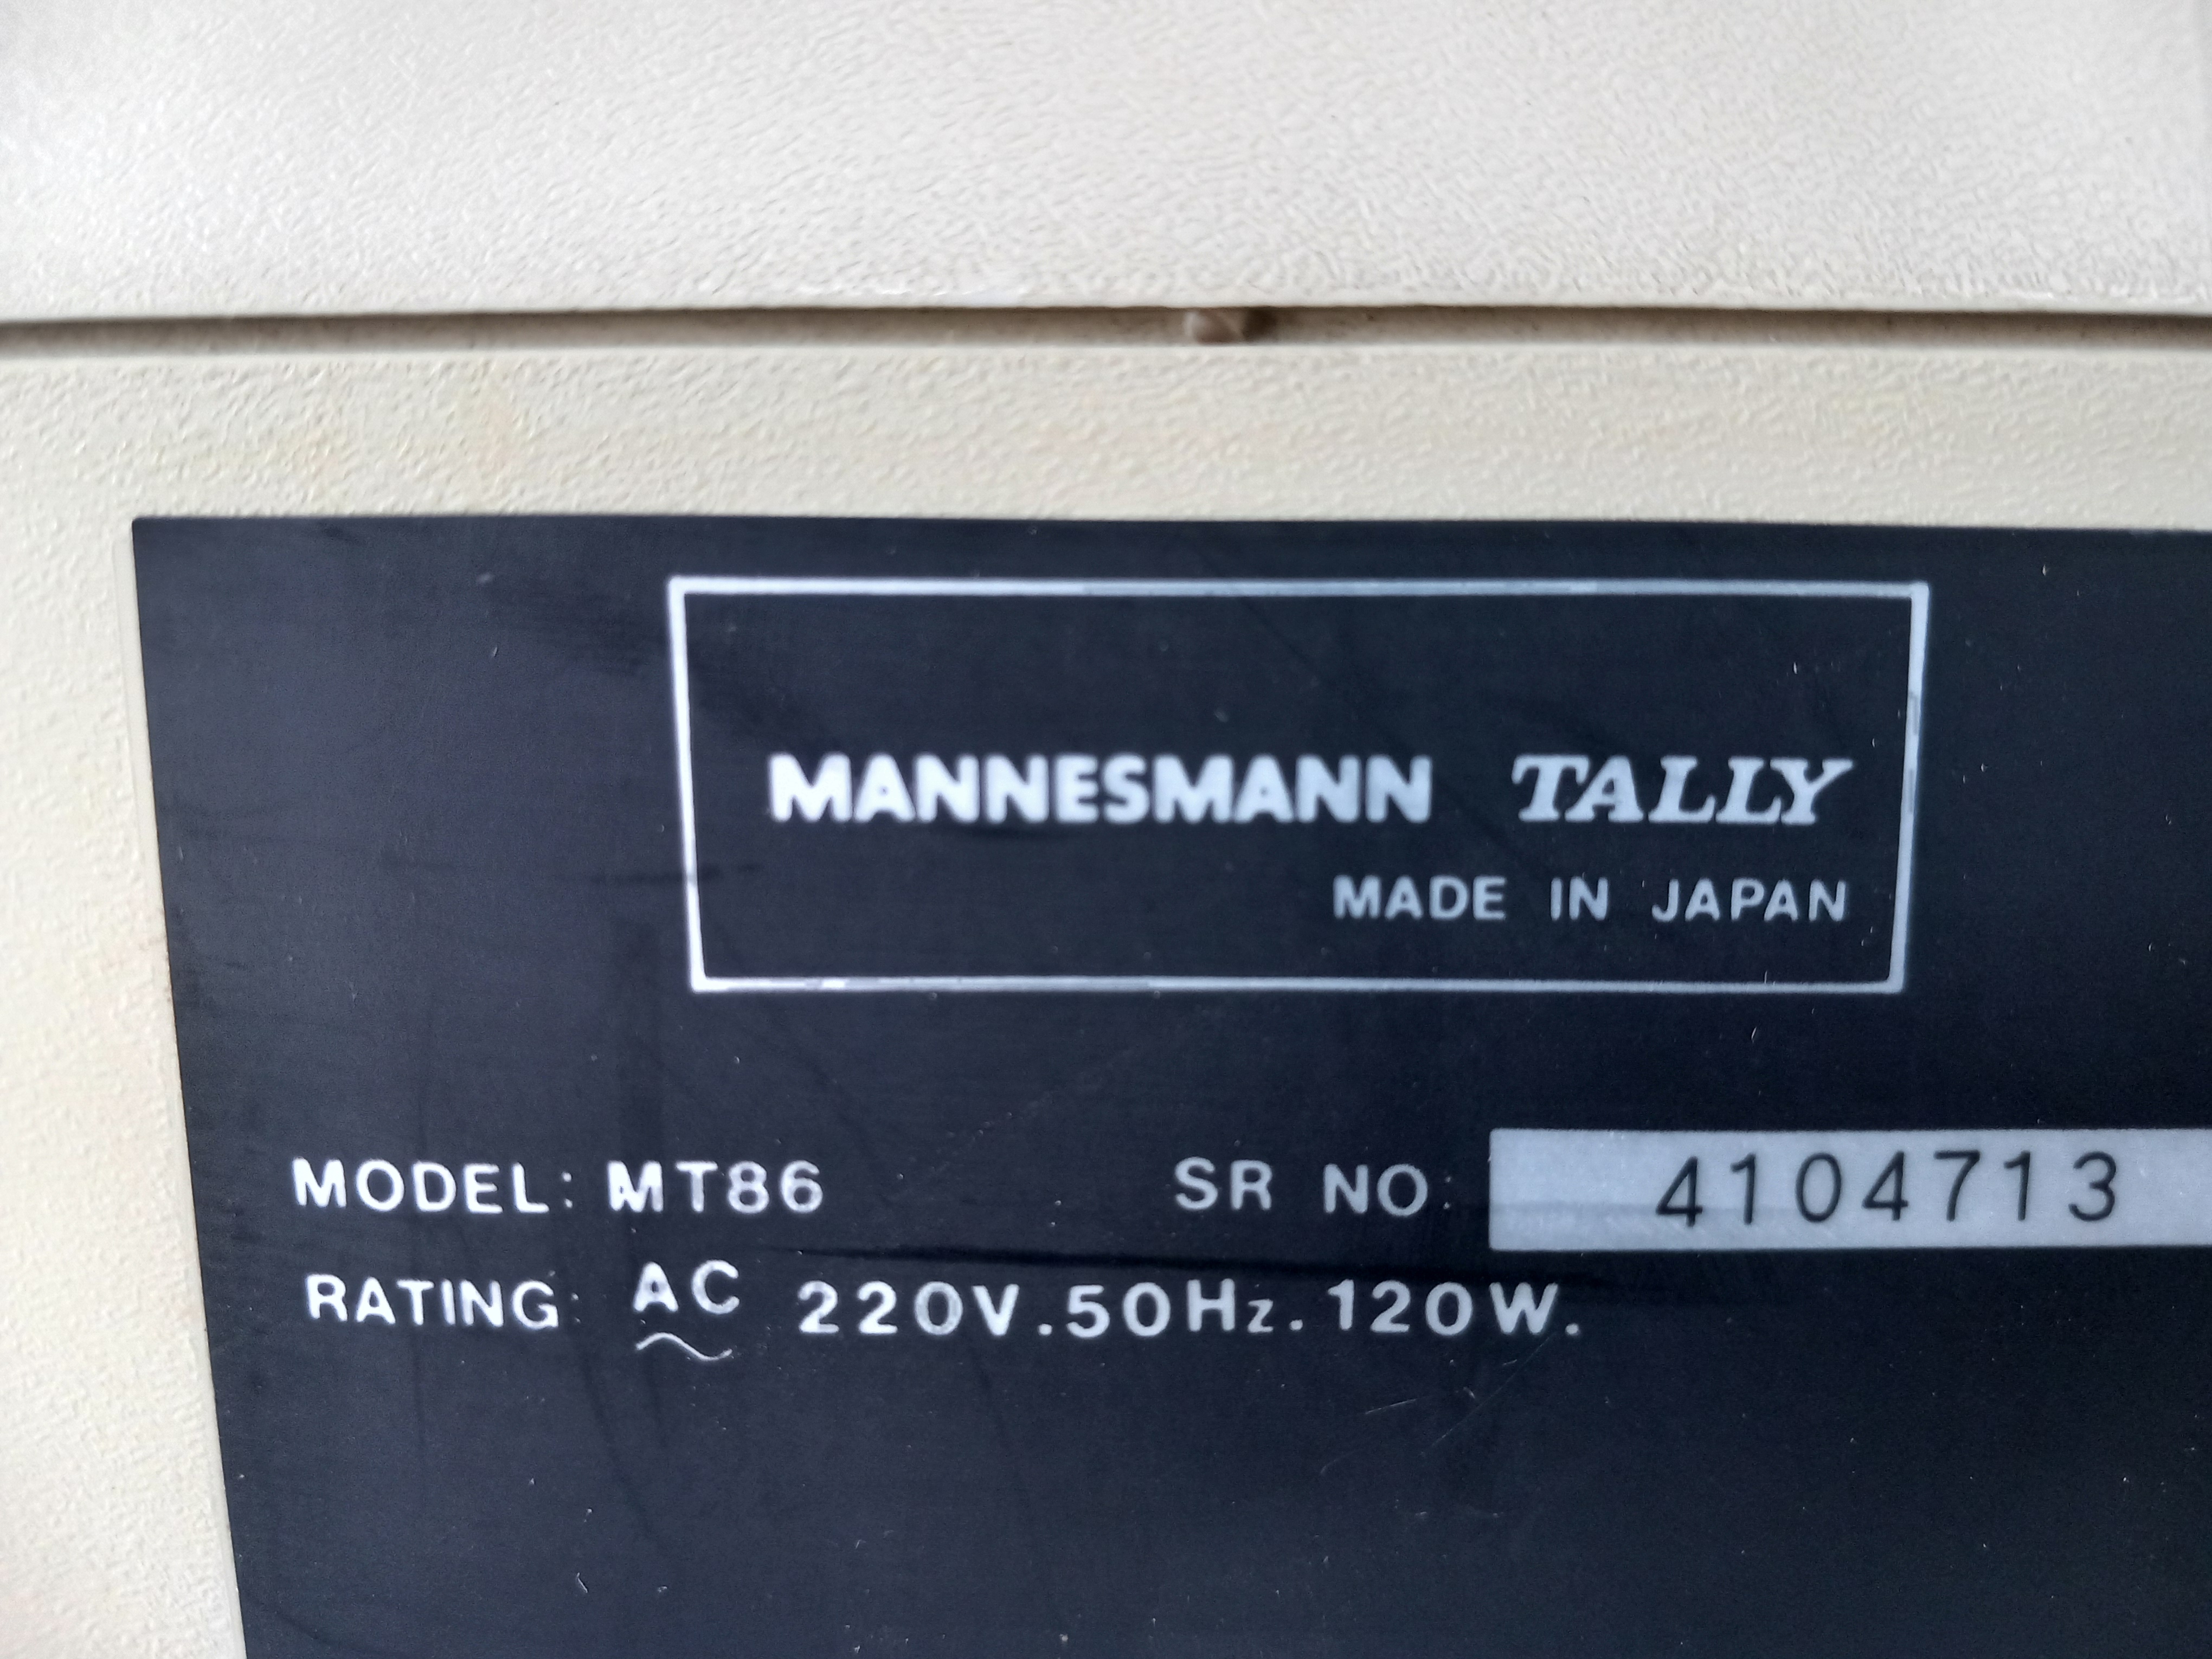 MANNESMANN TALLY
MADE IN JAPAN
MODEL: MT86 SR NO: 4104713
RATING: AC 220V.50Hz.120W.